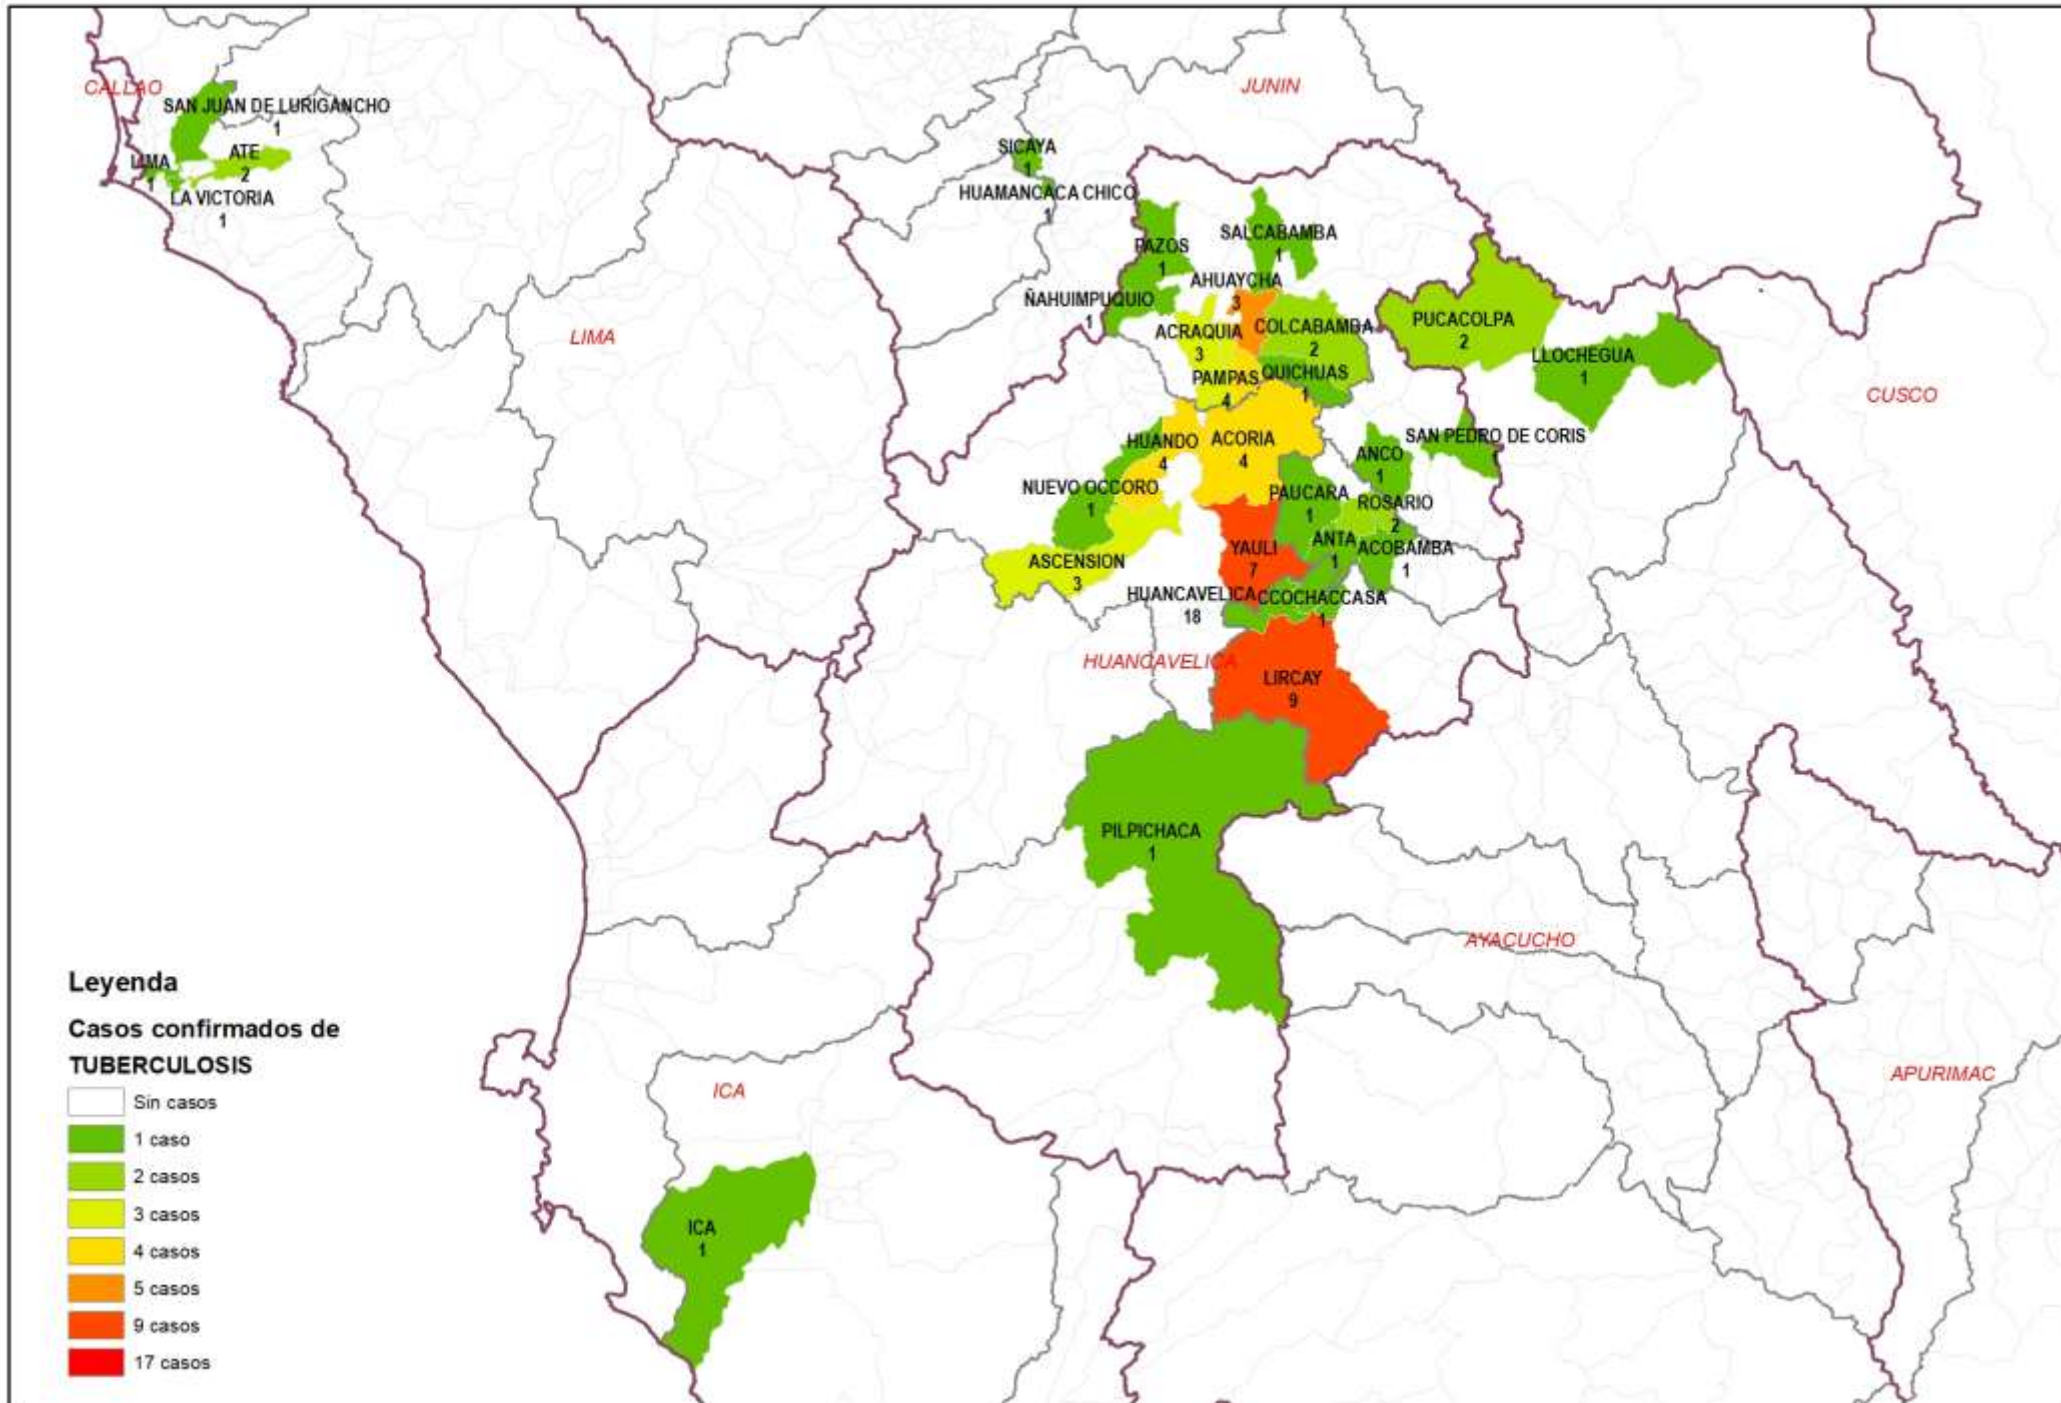 CALLAO
SAN JUAN DE LURIGANCHO
1
LIMA
1
ATE
2
LA VICTORIA
1
JUNIN
SICAYA
1
HUAMANCACA CHICO
1
PAZOS
1
SALCABAMBA
1
AHUAYCHA
3
ÑAHUIMPUQUIO
1
ACRAQUIA
3
COLCABAMBA
2
PUCACOLPA
2
LLOCHEGUA
1
LIMA
PAMPAS
4
QUICHUAS
1
CUSCO
HUANDO
4
ACORIA
4
SAN PEDRO DE CORIS
1
ANCO
1
NUEVO OCCORO
1
PAUCARA
1
ROSARIO
2
ASCENSION
3
YAULI
7
ANTA
1
ACOBAMBA
1
HUANCAVELICA
18
CCOCHACCASA
1
HUANCAVELICA
LIRCAY
9
PILPICHACA
1
AYACUCHO
APURIMAC
ICA
ICA
1
Leyenda
Casos confirmados de
TUBERCULOSIS
Sin casos
1 caso
2 casos
3 casos
4 casos
5 casos
9 casos
17 casos